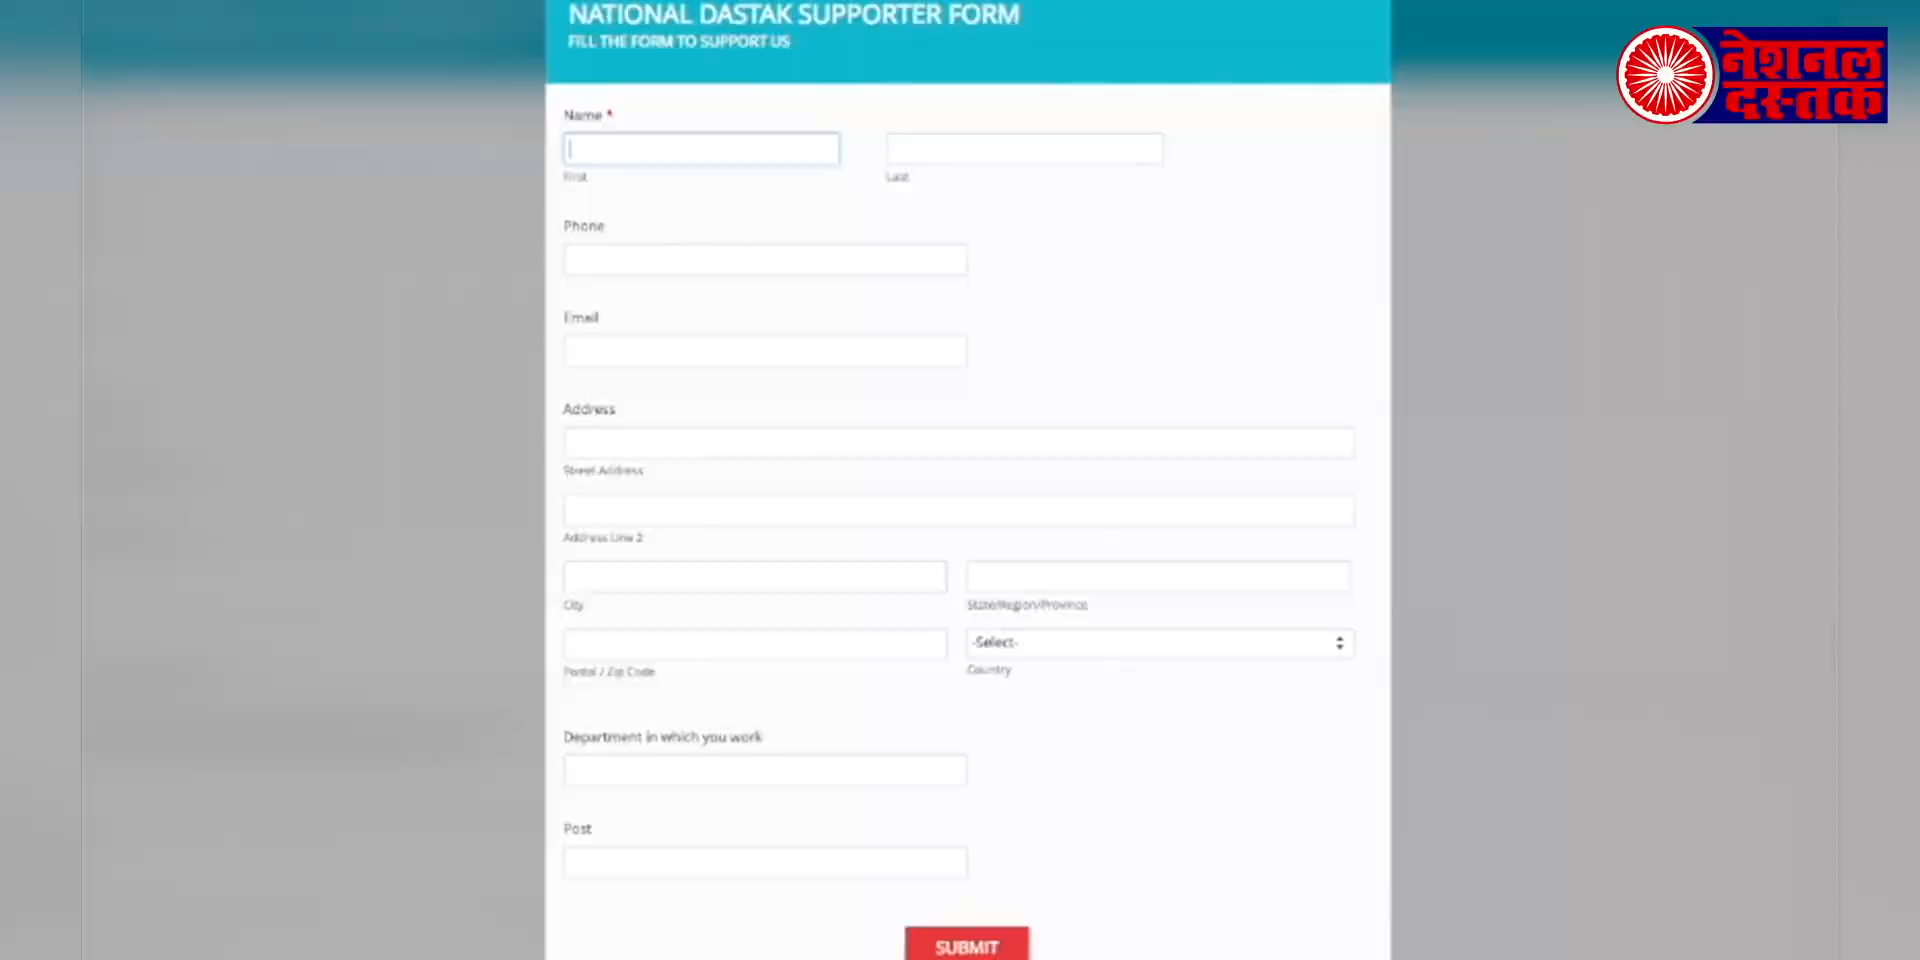 NATIONAL DASTAK SUPPORTER FORM
FILL THE FORM TO SUPPORT US
नेशनल
दस्तक
Name *
First Last
Phone
Email
Address
Street Address
Address Line 2
City State/Region/Province
-Select-
Postal / Zip Code Country
Department in which you work
Post
SUBMIT